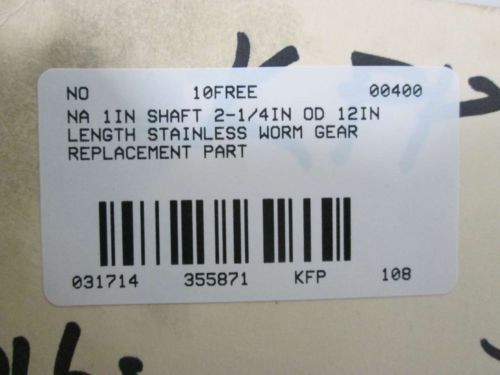 NO 10FREE 00400
NA 1IN SHAFT 2-1/4IN OD 12IN
LENGTH STAINLESS WORM GEAR
REPLACEMENT PART
031714 355871 KFP 108